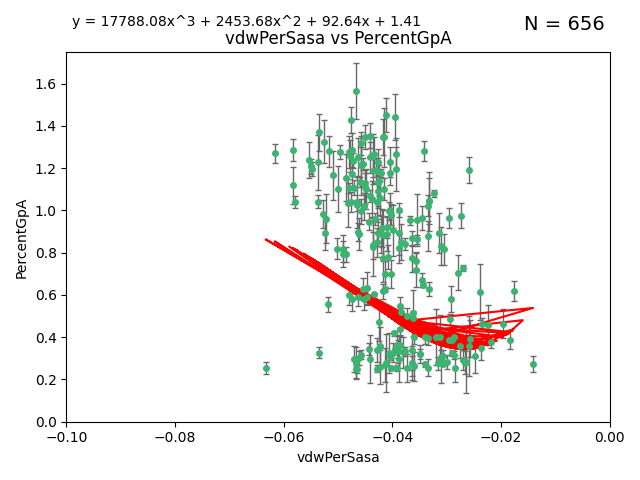 y = 17788.08x^3 + 2453.68x^2 + 92.64x + 1.41
N = 656
vdwPerSasa vs PercentGpA
1.6
1.4
1.2
1.0
0.8
0.6
0.4
0.2
0.0
PercentGpA
−0.10 −0.08 −0.06 −0.04 −0.02 0.00
vdwPerSasa